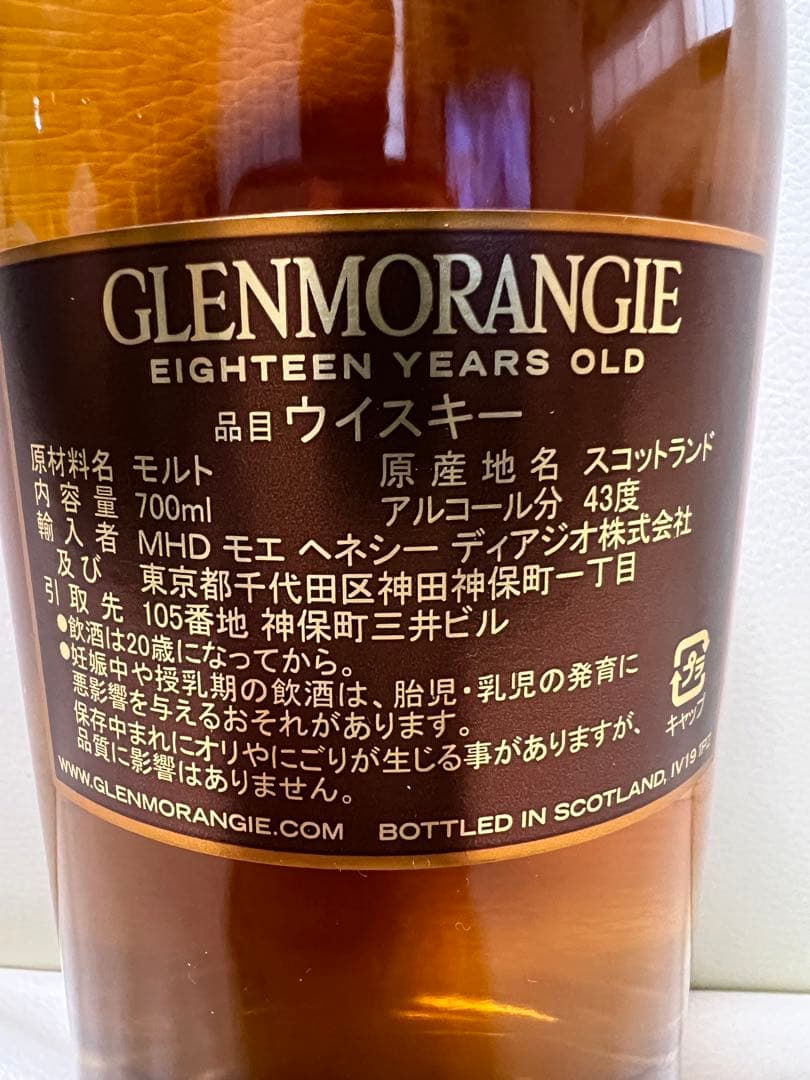 GLENMORANGIE
EIGHTEEN YEARS OLD
品目 ウイスキー
原材料名 モルト 原産地名 スコットランド
内容量 700ml アルコール分 43度
輸入者 MHD モエ ヘネシー ディアジオ株式会社
及び 東京都千代田区神田神保町一丁目
引取先 105番地 神保町三井ビル
●飲酒は20歳になってから。
●妊娠中や授乳期の飲酒は、胎児・乳児の発育に
悪影響を与えるおそれがあります。
保存中まれにオリやにごりが生じる事がありますが、
品質に影響はありません。
プラ
キャップ
WWW.GLENMORANGIE.COM BOTTLED IN SCOTLAND, IV19